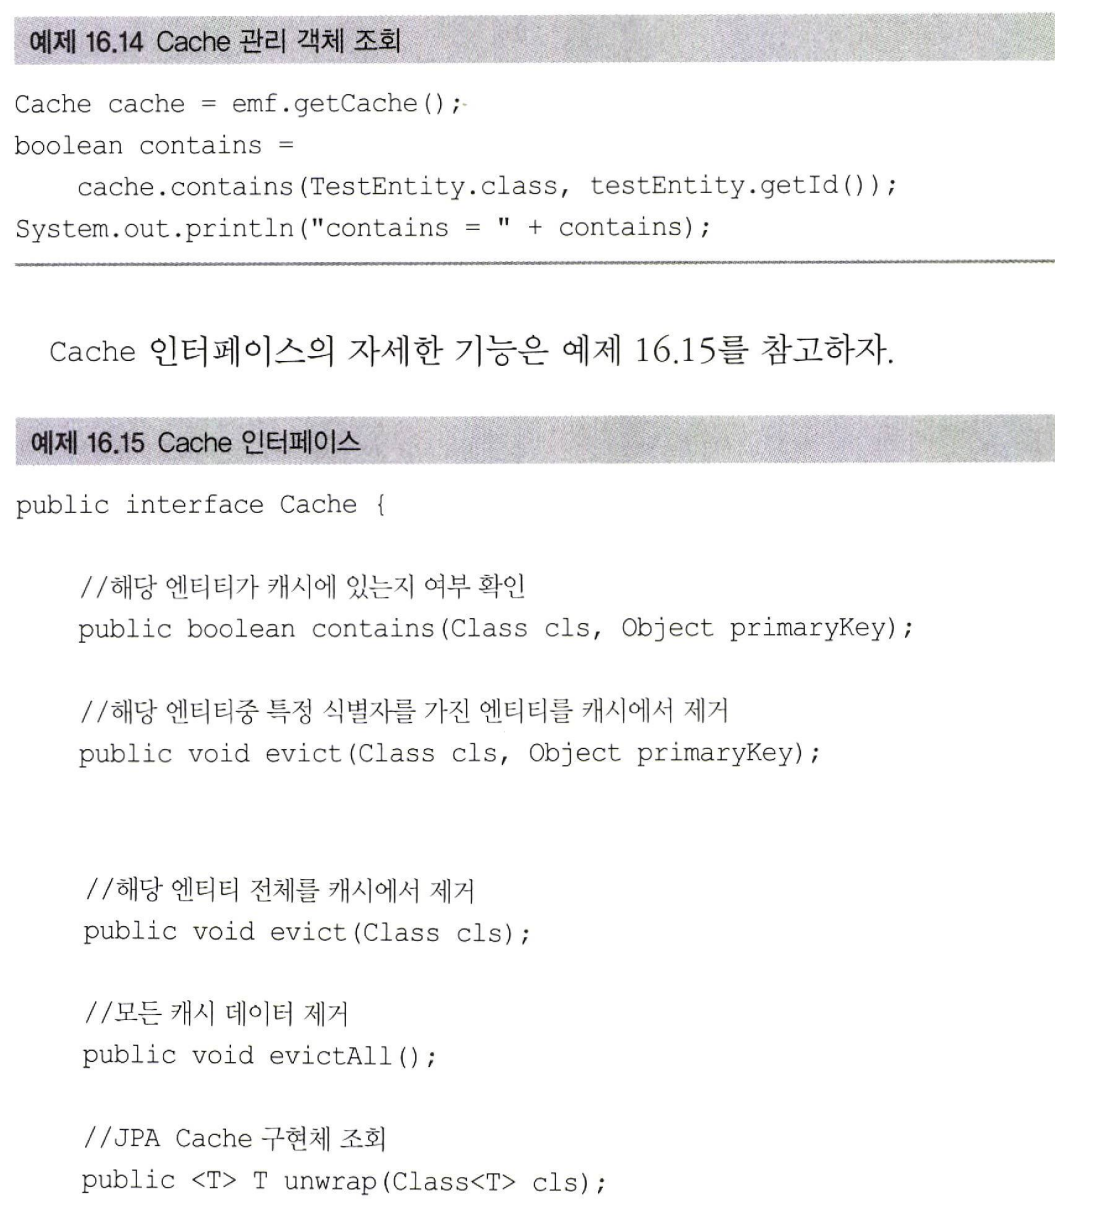 예제 16.14 Cache 관리 객체 조회
Cache cache = emf.getCache();
boolean contains =
    cache.contains(TestEntity.class, testEntity.getId());
System.out.println("contains = " + contains);
Cache 인터페이스의 자세한 기능은 예제 16.15를 참고하자.
예제 16.15 Cache 인터페이스
public interface Cache {
    //해당 엔티티가 캐시에 있는지 여부 확인
    public boolean contains(Class cls, Object primaryKey);
    //해당 엔티티중 특정 식별자를 가진 엔티티를 캐시에서 제거
    public void evict(Class cls, Object primaryKey);
    //해당 엔티티 전체를 캐시에서 제거
    public void evict(Class cls);
    //모든 캐시 데이터 제거
    public void evictAll();
    //JPA Cache 구현체 조회
    public <T> T unwrap(Class<T> cls);